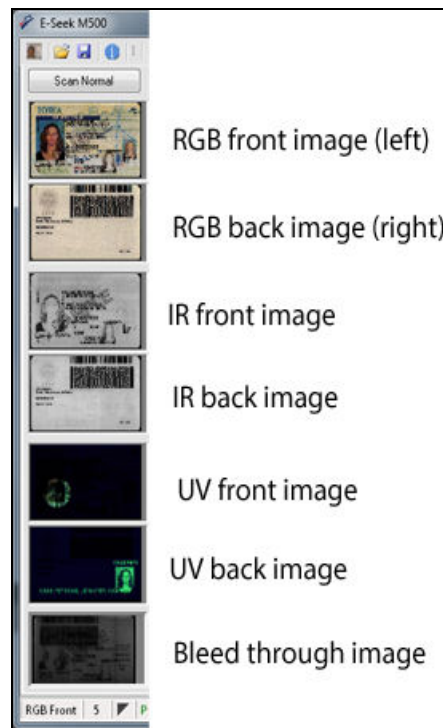 E-Seek M500
Scan Normal
RGB front image (left)
RGB back image (right)
IR front image
IR back image
UV front image
UV back image
Bleed through image
RGB Front 5 P